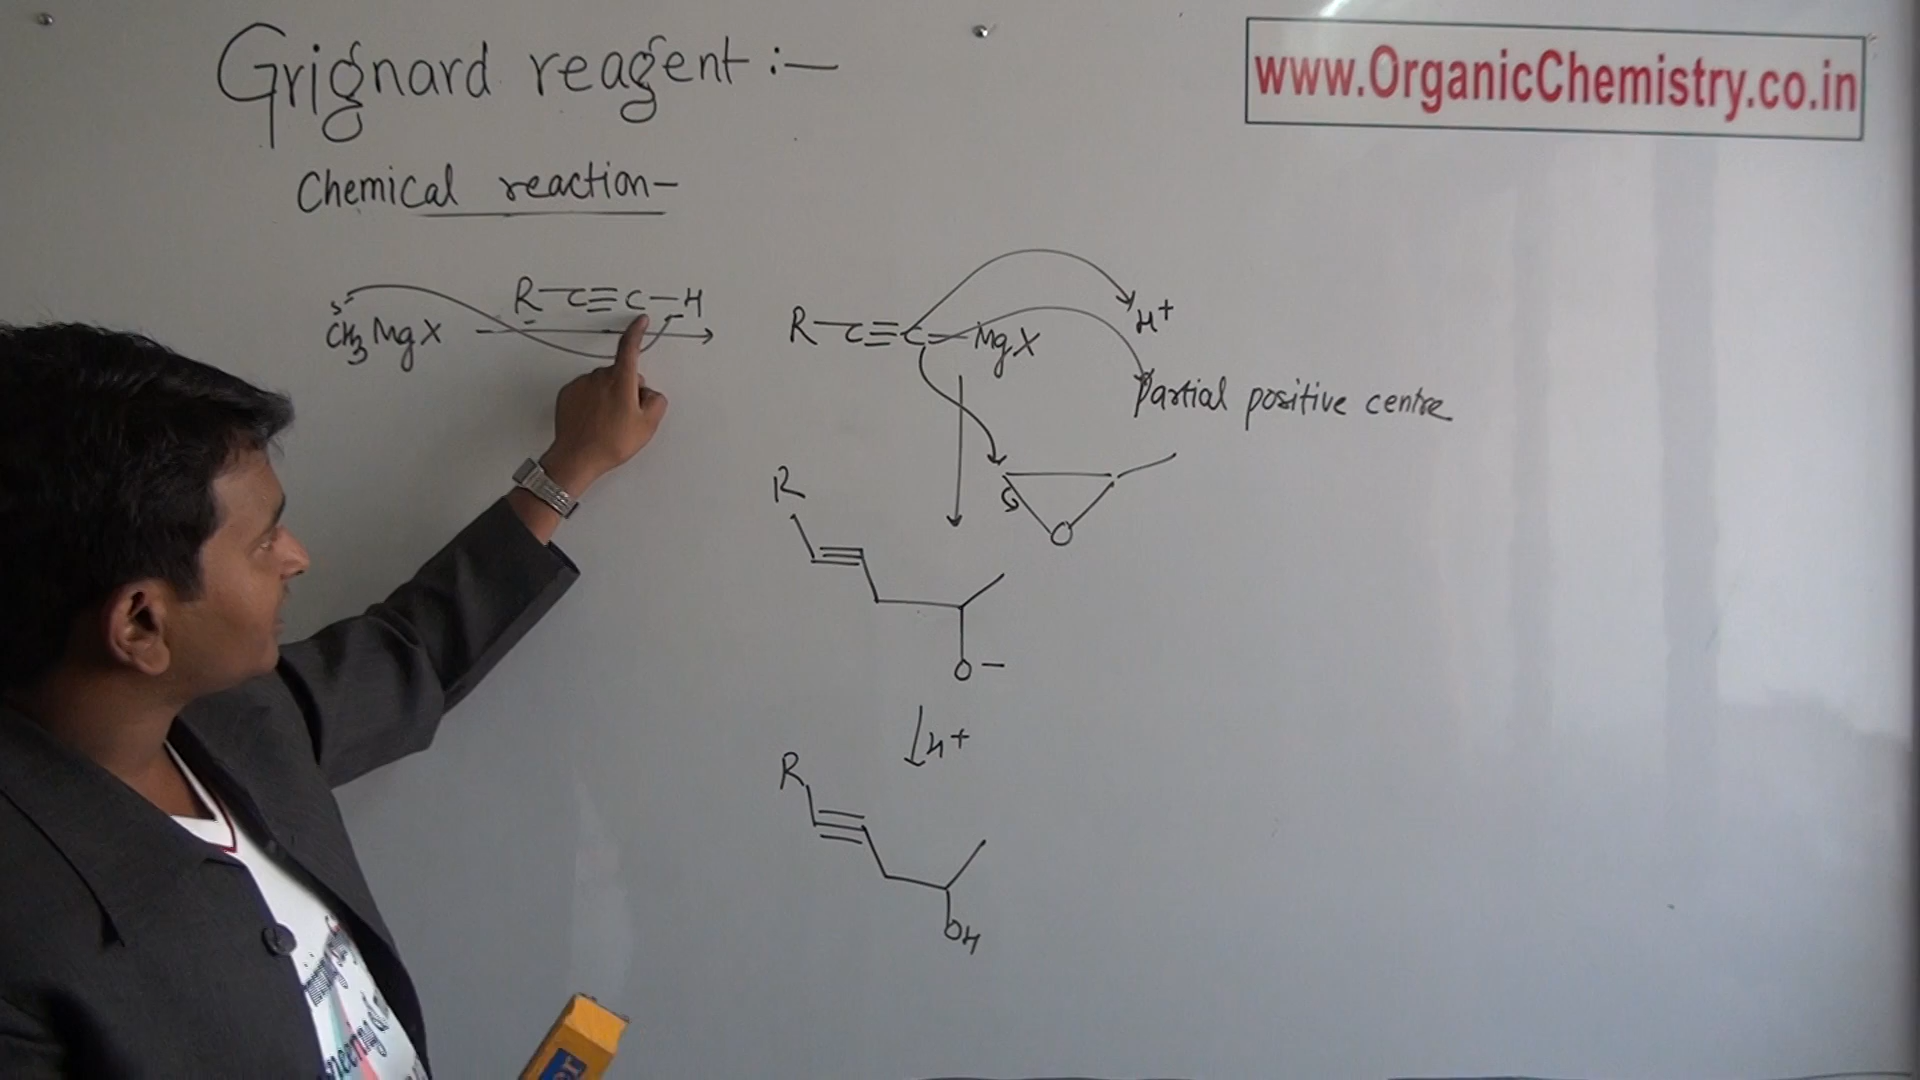 Grignard reagent :-
www.OrganicChemistry.co.in
Chemical reaction-
R-C≡C-H
CH3MgX
R-C≡C-MgX
H+
Partial positive centre
R
O
O-
H+
R
OH